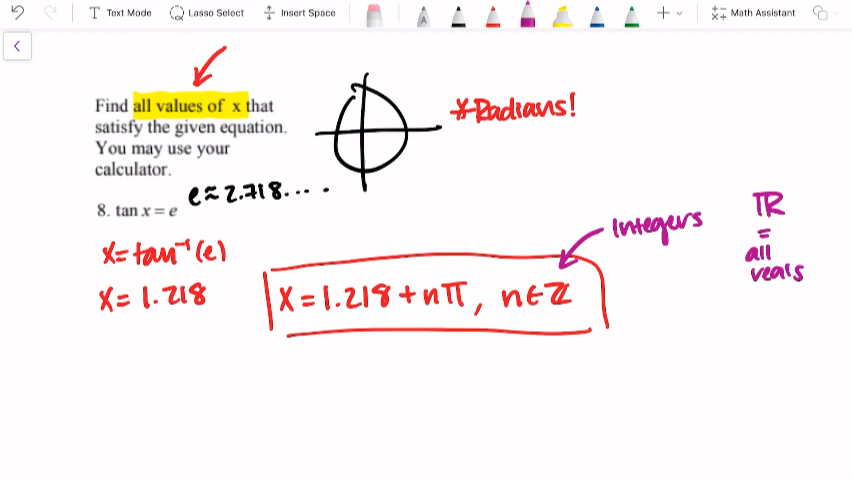 Text Mode Lasso Select Insert Space Math Assistant
Find all values of x that
satisfy the given equation.
You may use your
calculator.
*Radians!
e≈2.718....
8. tan x = e
x=tan⁻¹(e)
x=1.218
x=1.218+nπ, n∈ℤ
Integers
ℝ
=
all
reals